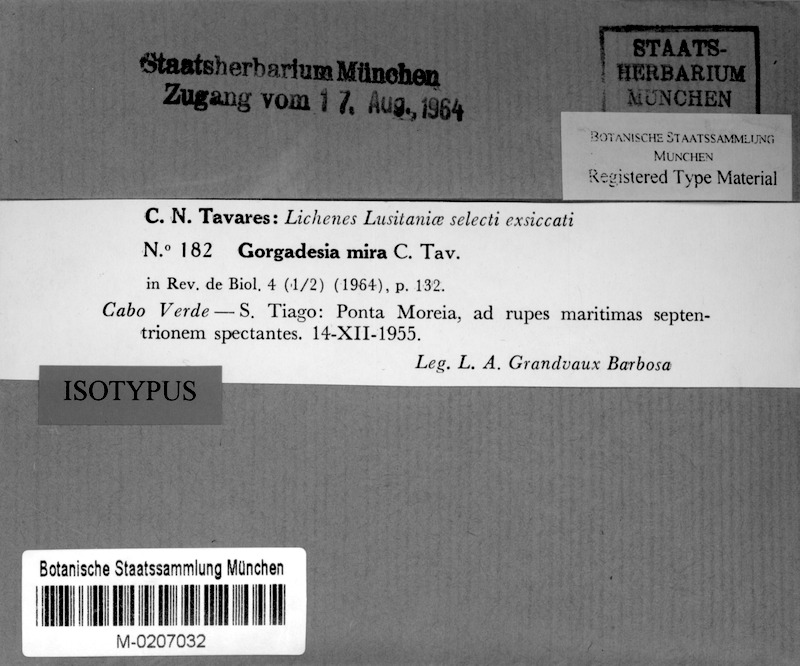 Staatsherbarium München
Zugang vom 17. Aug., 1964
STAATS-
HERBARIUM
MÜNCHEN
BOTANISCHE STAATSSAMMLUNG
MÜNCHEN
Registered Type Material
C. N. Tavares: Lichenes Lusitaniæ selecti exsiccati
N.º 182 Gorgadesia mira C. Tav.
in Rev. de Biol. 4 (1/2) (1964), p. 132.
Cabo Verde — S. Tiago: Ponta Moreia, ad rupes maritimas septen-
trionem spectantes. 14-XII-1955.
Leg. L. A. Grandvaux Barbosa
ISOTYPUS
Botanische Staatssammlung München
M-0207032